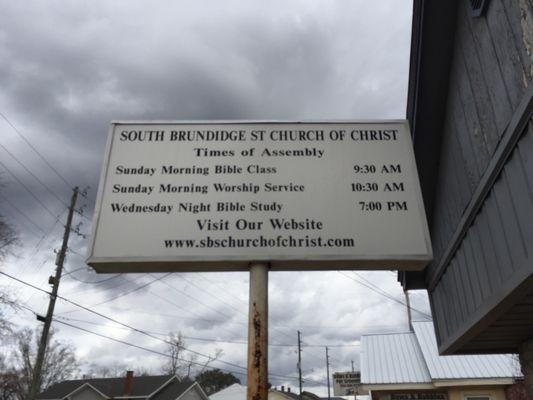 SOUTH BRUNDIDGE ST CHURCH OF CHRIST
Times of Assembly
Sunday Morning Bible Class 9:30 AM
Sunday Morning Worship Service 10:30 AM
Wednesday Night Bible Study 7:00 PM
Visit Our Website
www.sbschurchofchrist.com